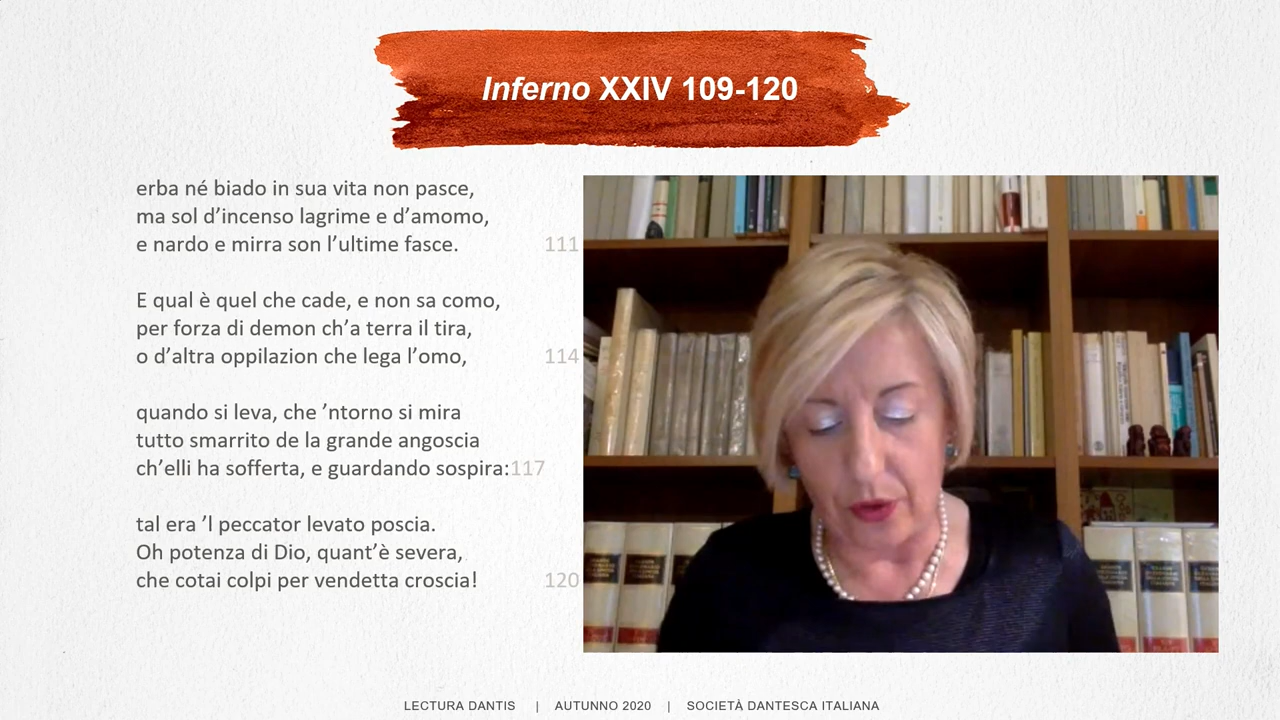 Inferno XXIV 109-120
erba né biado in sua vita non pasce,
ma sol d’incenso lagrime e d’amomo,
e nardo e mirra son l’ultime fasce. 111
E qual è quel che cade, e non sa como,
per forza di demon ch’a terra il tira,
o d’altra oppilazion che lega l’omo, 114
quando si leva, che ’ntorno si mira
tutto smarrito de la grande angoscia
ch’elli ha sofferta, e guardando sospira:117
tal era ’l peccator levato poscia.
Oh potenza di Dio, quant’è severa,
che cotai colpi per vendetta croscia! 120
LECTURA DANTIS | AUTUNNO 2020 | SOCIETÀ DANTESCA ITALIANA